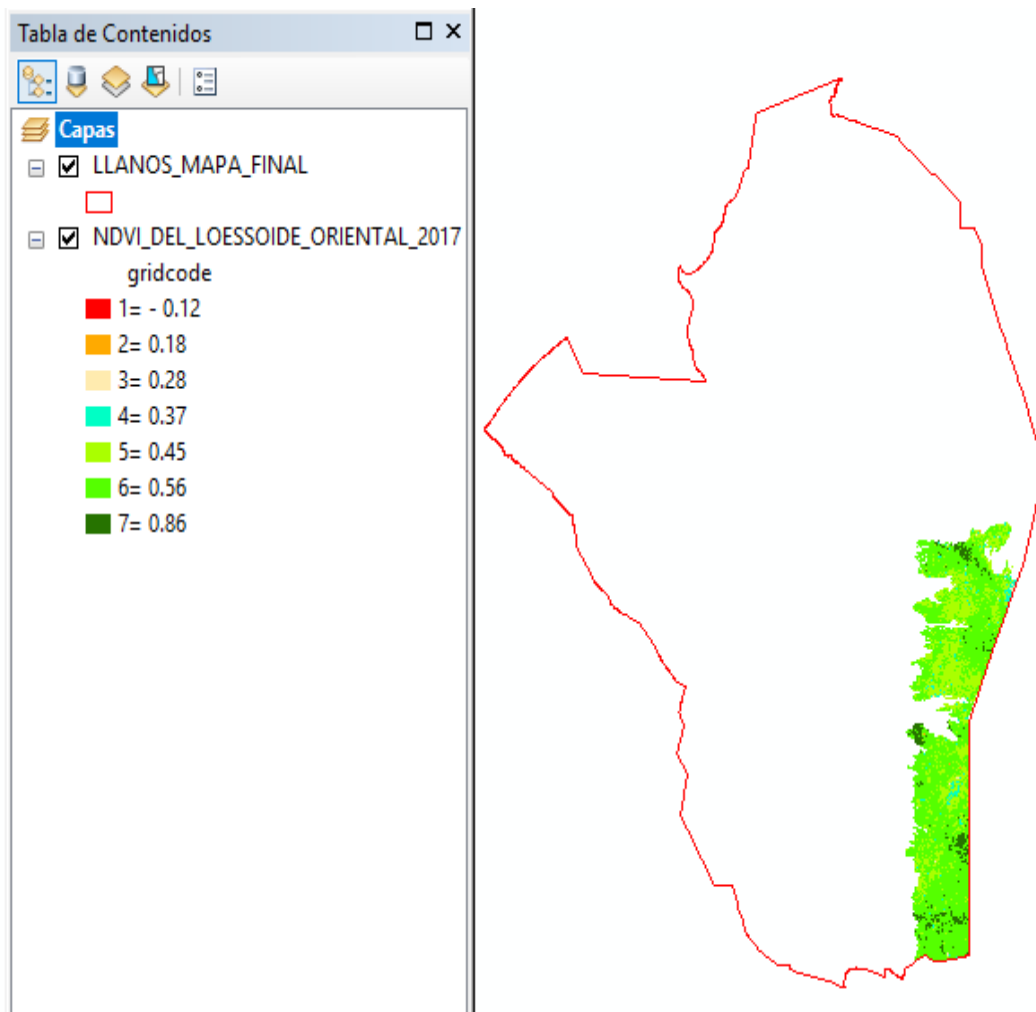 Tabla de Contenidos
Capas
LLANOS_MAPA_FINAL
NDVI_DEL_LOESSOIDE_ORIENTAL_2017
gridcode
1= - 0.12
2= 0.18
3= 0.28
4= 0.37
5= 0.45
6= 0.56
7= 0.86